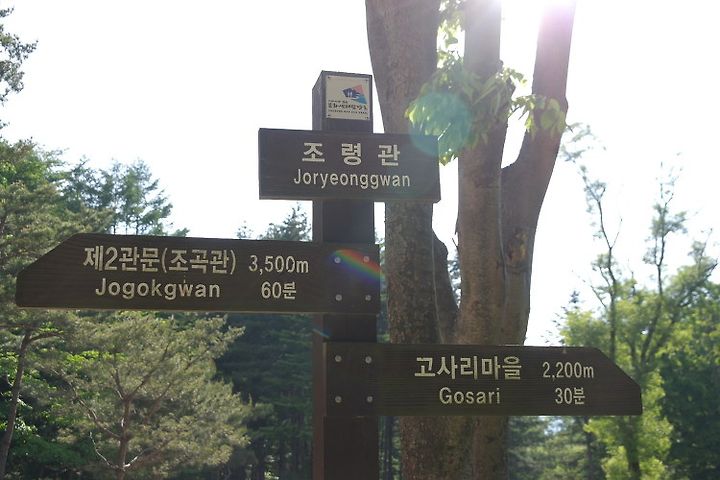 조령관
Joryeonggwan
제2관문(조곡관) 3,500m
Jogokgwan 60분
고사리마을 2,200m
Gosari 30분